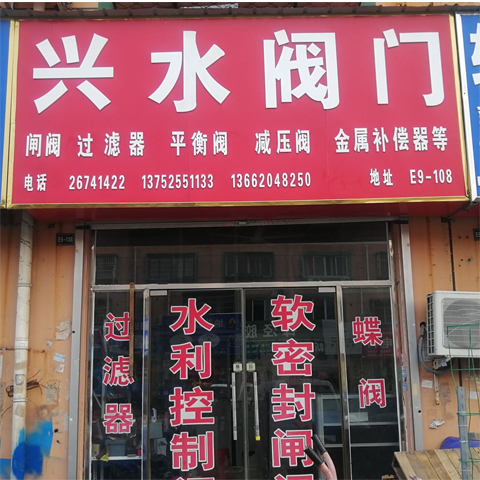 兴水阀门
闸阀 过滤器 平衡阀 减压阀 金属补偿器等
电话 26741422 13752551133 13662048250 地址 E9-108
过滤器
水利控制
软密封闸
蝶阀